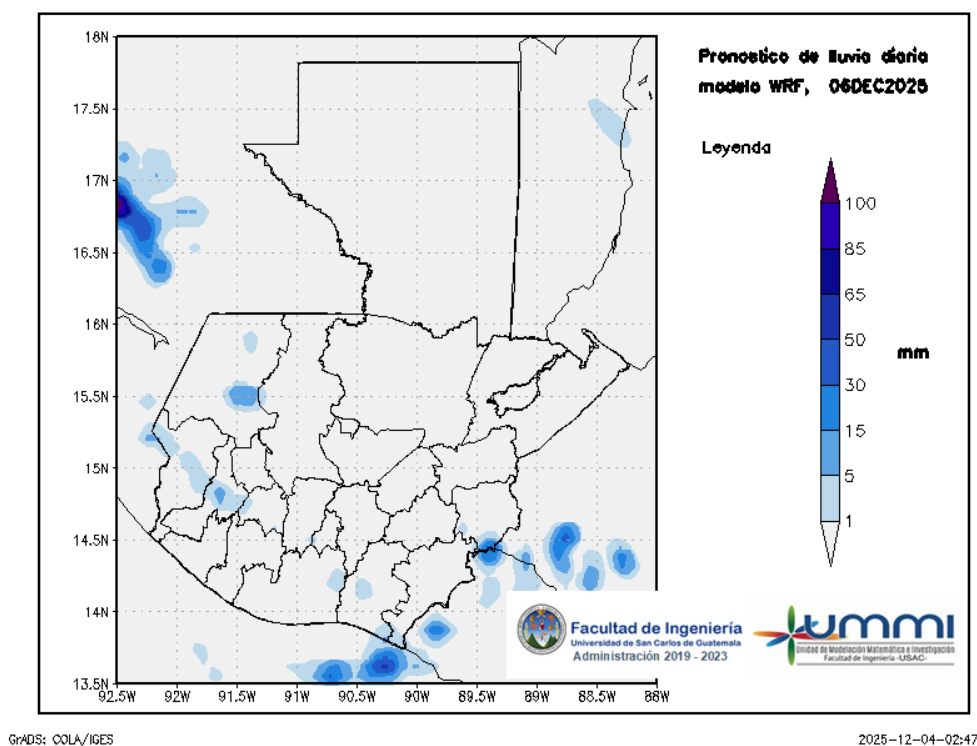 Pronostico de lluvia diaria
modelo WRF, 06DEC2025
Leyenda
100
85
65
50
30
15
5
1
mm
18N
17.5N
17N
16.5N
16N
15.5N
15N
14.5N
14N
13.5N
92.5W 92W 91.5W 91W 90.5W 90W 89.5W 89W 88.5W 88W
Facultad de Ingeniería
Universidad de San Carlos de Guatemala
Administración 2019 - 2023
ummi
Unidad de Modelación Matemática e Investigación
Facultad de Ingeniería -USAC-
GrADS: COLA/IGES
2025-12-04-02:47